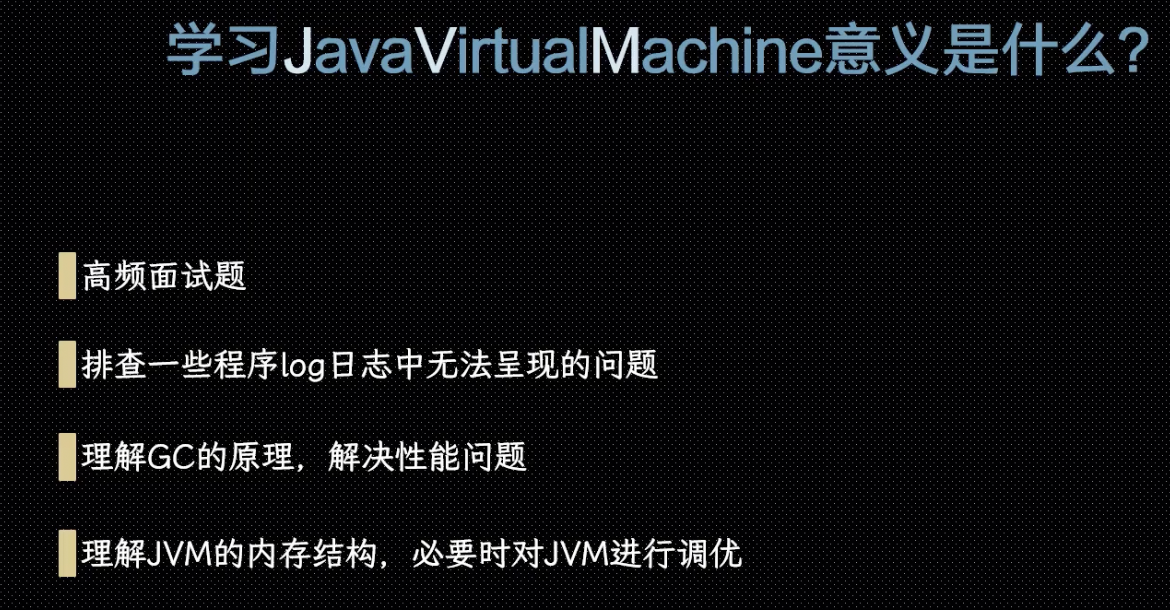 学习JavaVirtualMachine意义是什么?
高频面试题
排查一些程序log日志中无法呈现的问题
理解GC的原理，解决性能问题
理解JVM的内存结构，必要时对JVM进行调优